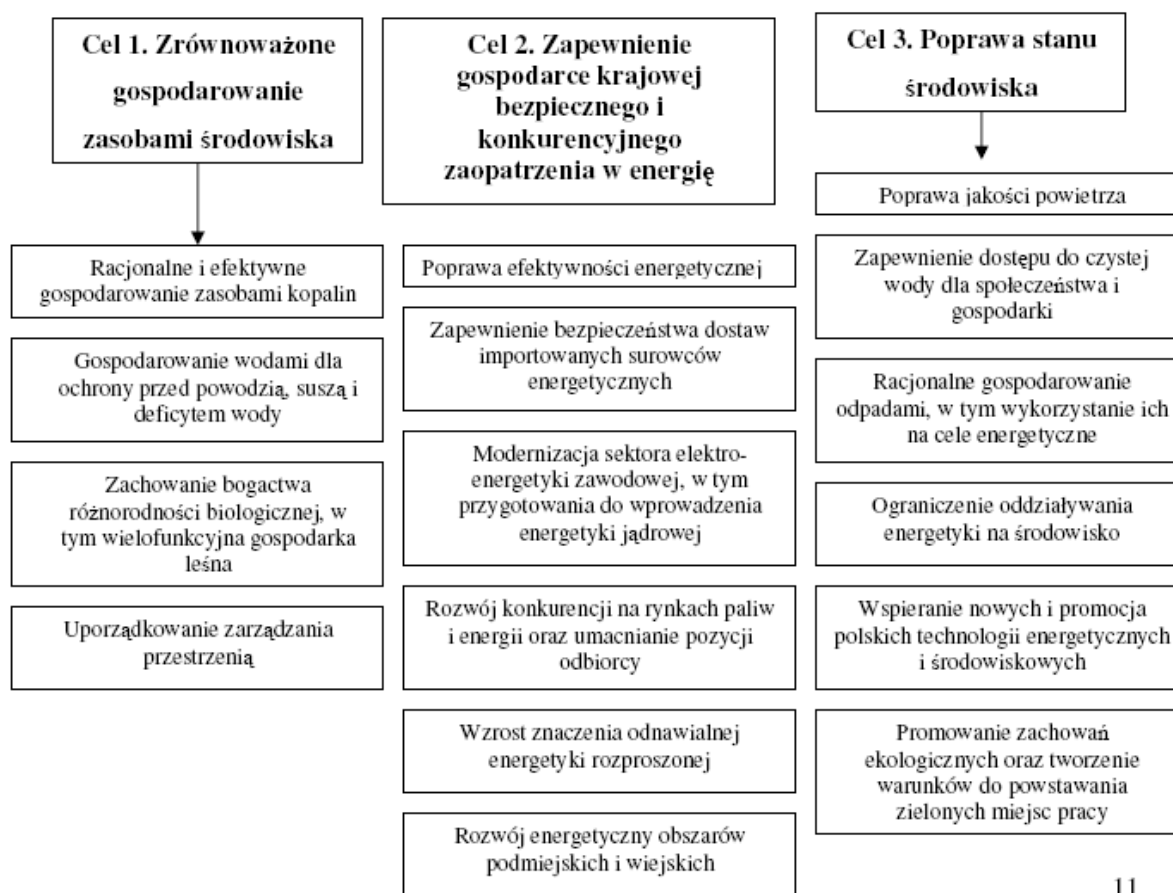 Cel 1. Zrównoważone
gospodarowanie
zasobami środowiska
Racjonalne i efektywne
gospodarowanie zasobami kopalin
Gospodarowanie wodami dla
ochrony przed powodzią, suszą i
deficytem wody
Zachowanie bogactwa
różnorodności biologicznej, w
tym wielofunkcyjna gospodarka
leśna
Uporządkowanie zarządzania
przestrzenią
Cel 2. Zapewnienie
gospodarce krajowej
bezpiecznego i
konkurencyjnego
zaopatrzenia w energię
Poprawa efektywności energetycznej
Zapewnienie bezpieczeństwa dostaw
importowanych surowców
energetycznych
Modernizacja sektora elektro-
energetyki zawodowej, w tym
przygotowania do wprowadzenia
energetyki jądrowej
Rozwój konkurencji na rynkach paliw
i energii oraz umacnianie pozycji
odbiorcy
Wzrost znaczenia odnawialnej
energetyki rozproszonej
Rozwój energetyczny obszarów
podmiejskich i wiejskich
Cel 3. Poprawa stanu
środowiska
Poprawa jakości powietrza
Zapewnienie dostępu do czystej
wody dla społeczeństwa i
gospodarki
Racjonalne gospodarowanie
odpadami, w tym wykorzystanie ich
na cele energetyczne
Ograniczenie oddziaływania
energetyki na środowisko
Wspieranie nowych i promocja
polskich technologii energetycznych
i środowiskowych
Promowanie zachowań
ekologicznych oraz tworzenie
warunków do powstawania
zielonych miejsc pracy
11